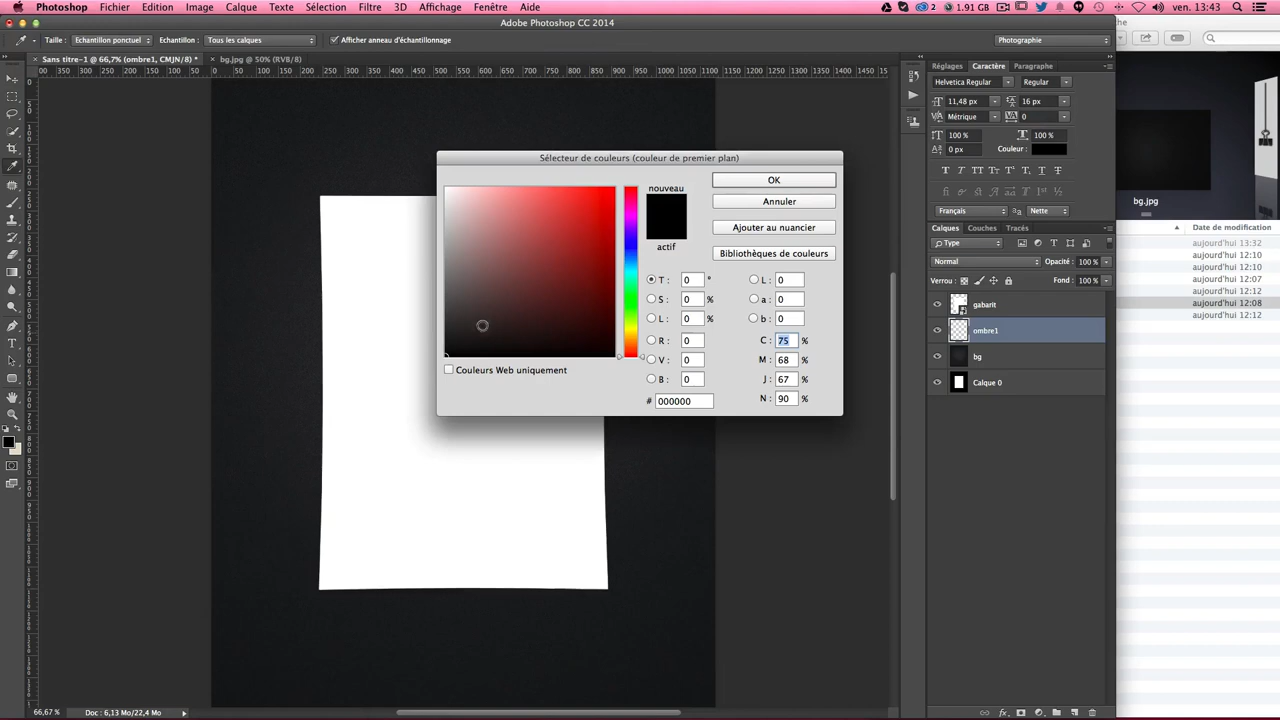 Photoshop Fichier Edition Image Calque Texte Sélection Filtre 3D Affichage Fenêtre Aide 2 1.91 GB ven. 13:43
Adobe Photoshop CC 2014
Taille : Echantillon ponctuel Echantillon : Tous les calques Afficher anneau d'échantillonnage Photographie
Sans titre-1 @ 66,7% (ombre1, CMJN/8) * bg.jpg @ 50% (RVB/8)
Réglages Caractère Paragraphe
Helvetica Regular Regular
11,48 px 16 px
Métrique 0
100 % 100 %
0 px Couleur :
Français Nette
Calques Couches Tracés
Type
Normal Opacité : 100 %
Verrou : Fond : 100 %
gabarit
ombre1
bg
Calque 0
Sélecteur de couleurs (couleur de premier plan)
nouveau
actif
OK
Annuler
Ajouter au nuancier
Bibliothèques de couleurs
T : 0 ° L : 0
S : 0 % a : 0
L : 0 % b : 0
R : 0 C : 75 %
V : 0 M : 68 %
B : 0 J : 67 %
# 000000 N : 90 %
Couleurs Web uniquement
bg.jpg
Date de modification
aujourd'hui 13:32
aujourd'hui 12:10
aujourd'hui 12:10
aujourd'hui 12:07
aujourd'hui 12:12
aujourd'hui 12:08
aujourd'hui 12:12
66,67 % Doc : 6,13 Mo/22,4 Mo